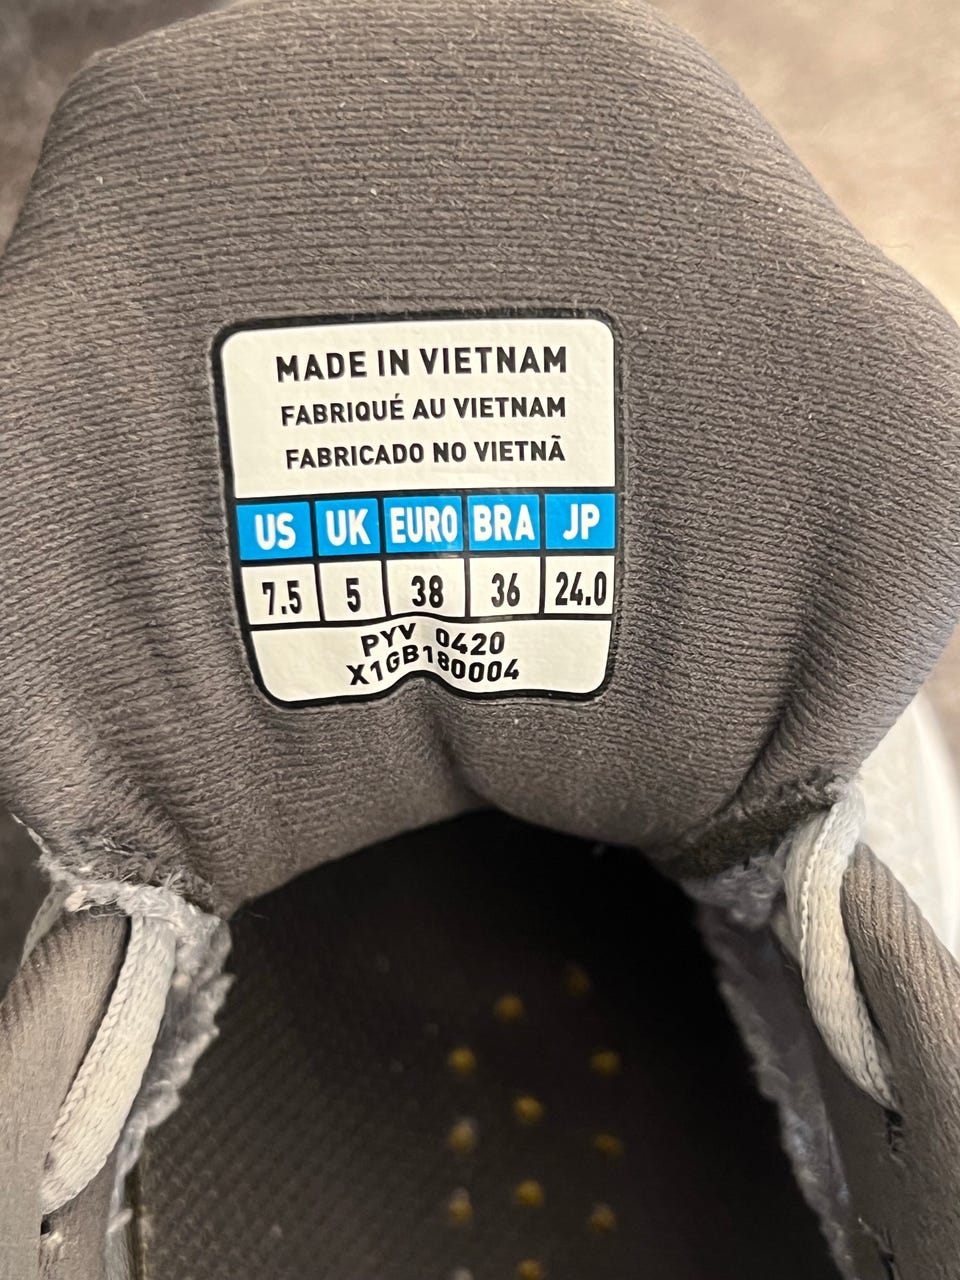 MADE IN VIETNAM
FABRIQUÉ AU VIETNAM
FABRICADO NO VIETNÃ
US UK EURO BRA JP
7.5 5 38 36 24.0
PYV 0420
X1GB180004